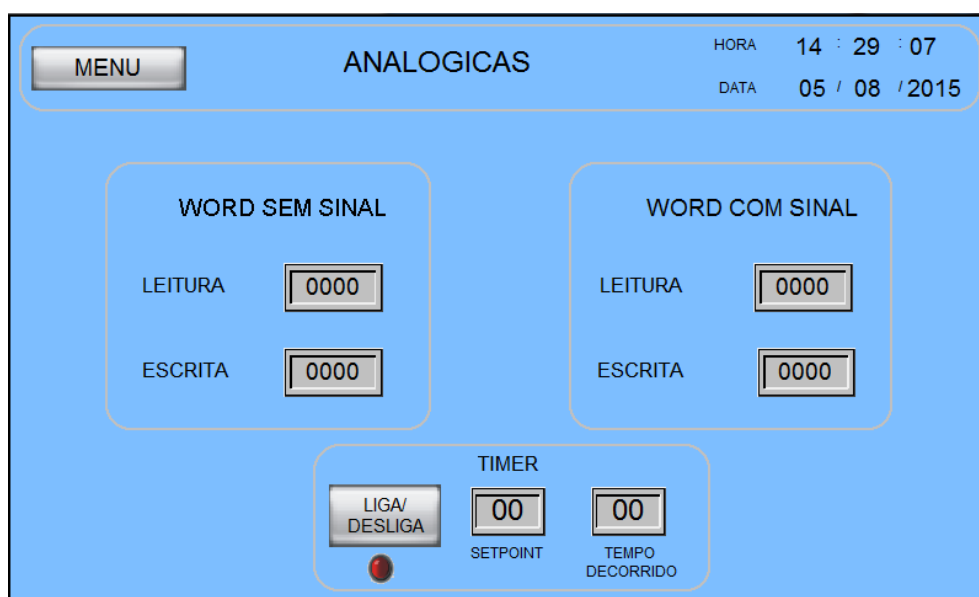 MENU
ANALOGICAS
HORA 14 : 29 : 07
DATA 05 / 08 / 2015
WORD SEM SINAL
LEITURA 0000
ESCRITA 0000
WORD COM SINAL
LEITURA 0000
ESCRITA 0000
TIMER
LIGA/
DESLIGA
00
SETPOINT
00
TEMPO
DECORRIDO